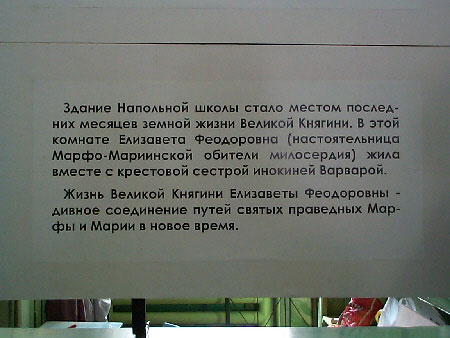 Здание Напольной школы стало местом послед-
них месяцев земной жизни Великой Княгини. В этой
комнате Елизавета Феодоровна (настоятельница
Марфо-Мариинской обители милосердия) жила
вместе с крестовой сестрой инокиней Варварой.
Жизнь Великой Княгини Елизаветы Феодоровны -
дивное соединение путей святых праведных Мар-
фы и Марии в новое время.